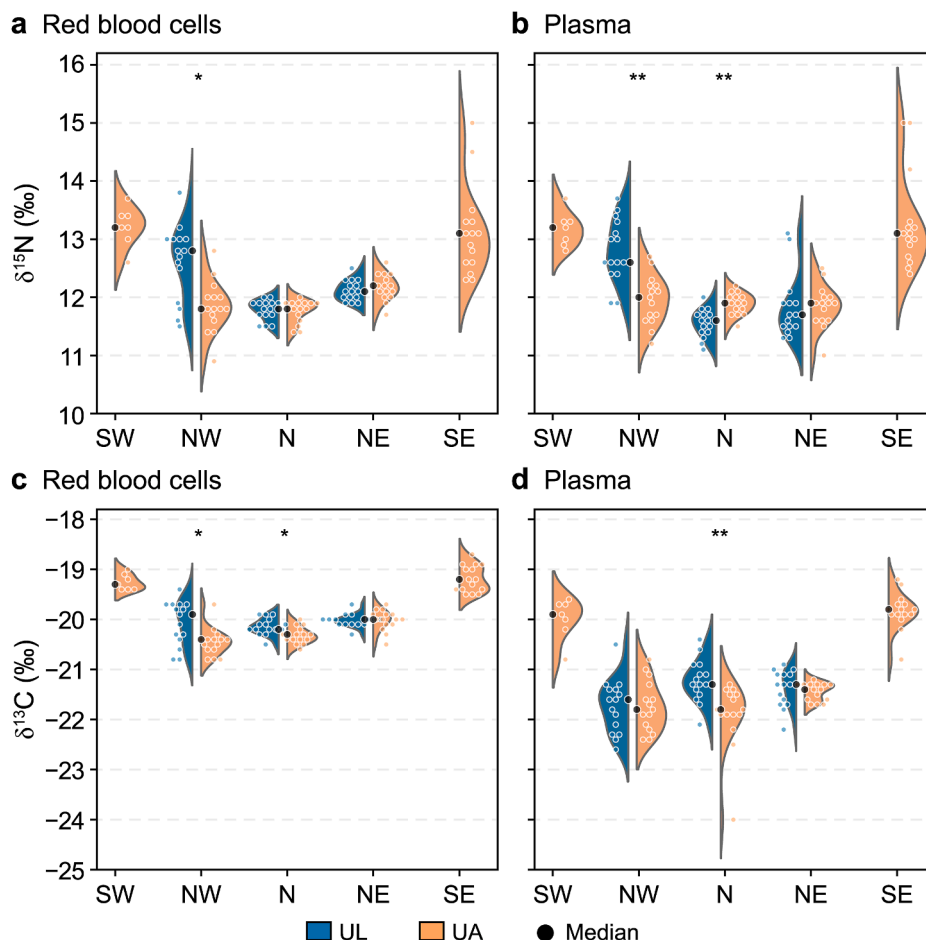 a Red blood cells
b Plasma
* ** **
16
15
14
13
12
11
10
δ¹⁵N (‰)
SW NW N NE SE SW NW N NE SE
c Red blood cells
d Plasma
* * **
−18
−19
−20
−21
−22
−23
−24
−25
δ¹³C (‰)
SW NW N NE SE SW NW N NE SE
UL UA Median